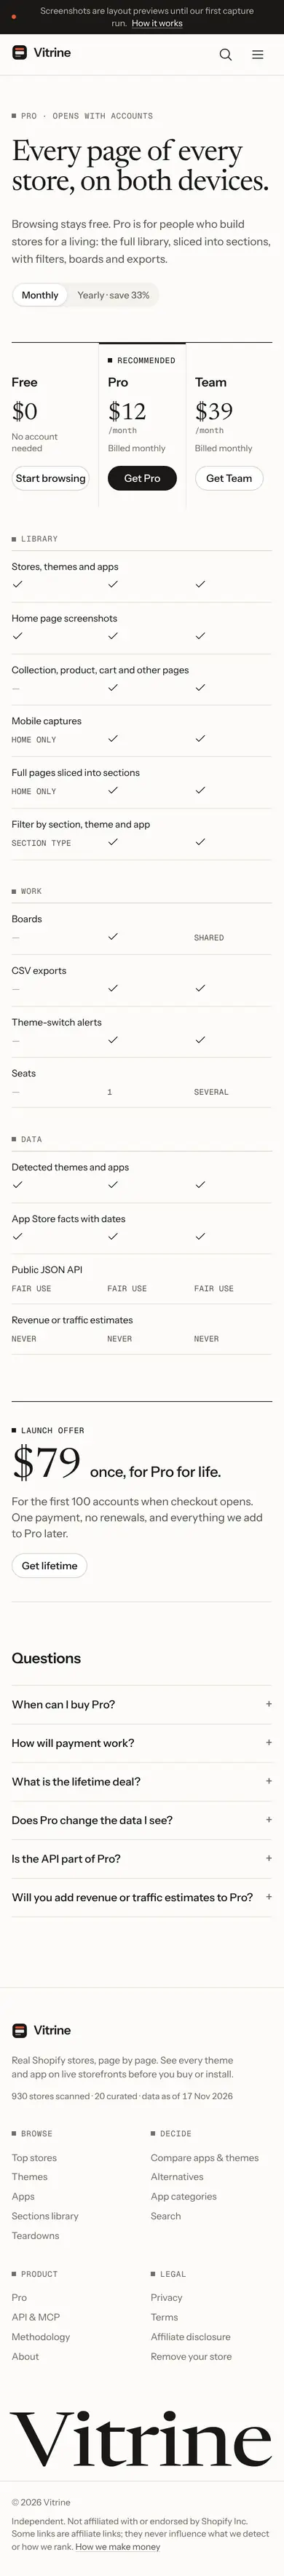 Screenshots are layout previews until our first capture
run. How it works
Vitrine
PRO · OPENS WITH ACCOUNTS
Every page of every
store, on both devices.
Browsing stays free. Pro is for people who build
stores for a living: the full library, sliced into sections,
with filters, boards and exports.
Monthly Yearly · save 33%
RECOMMENDED
Free Pro Team
$0 $12 $39
/month /month
No account
needed
Billed monthly Billed monthly
Start browsing Get Pro Get Team
LIBRARY
Stores, themes and apps
✓ ✓ ✓
Home page screenshots
✓ ✓ ✓
Collection, product, cart and other pages
— ✓ ✓
Mobile captures
HOME ONLY ✓ ✓
Full pages sliced into sections
HOME ONLY ✓ ✓
Filter by section, theme and app
SECTION TYPE ✓ ✓
WORK
Boards
— ✓ SHARED
CSV exports
— ✓ ✓
Theme-switch alerts
— ✓ ✓
Seats
— 1 SEVERAL
DATA
Detected themes and apps
✓ ✓ ✓
App Store facts with dates
✓ ✓ ✓
Public JSON API
FAIR USE FAIR USE FAIR USE
Revenue or traffic estimates
NEVER NEVER NEVER
LAUNCH OFFER
$79 once, for Pro for life.
For the first 100 accounts when checkout opens.
One payment, no renewals, and everything we add
to Pro later.
Get lifetime
Questions
When can I buy Pro? +
How will payment work? +
What is the lifetime deal? +
Does Pro change the data I see? +
Is the API part of Pro? +
Will you add revenue or traffic estimates to Pro? +
Vitrine
Real Shopify stores, page by page. See every theme
and app on live storefronts before you buy or install.
930 stores scanned · 20 curated · data as of 17 Nov 2026
BROWSE
Top stores
Themes
Apps
Sections library
Teardowns
DECIDE
Compare apps & themes
Alternatives
App categories
Search
PRODUCT
Pro
API & MCP
Methodology
About
LEGAL
Privacy
Terms
Affiliate disclosure
Remove your store
Vitrine
© 2026 Vitrine
Independent. Not affiliated with or endorsed by Shopify Inc.
Some links are affiliate links; they never influence what we detect
or how we rank. How we make money